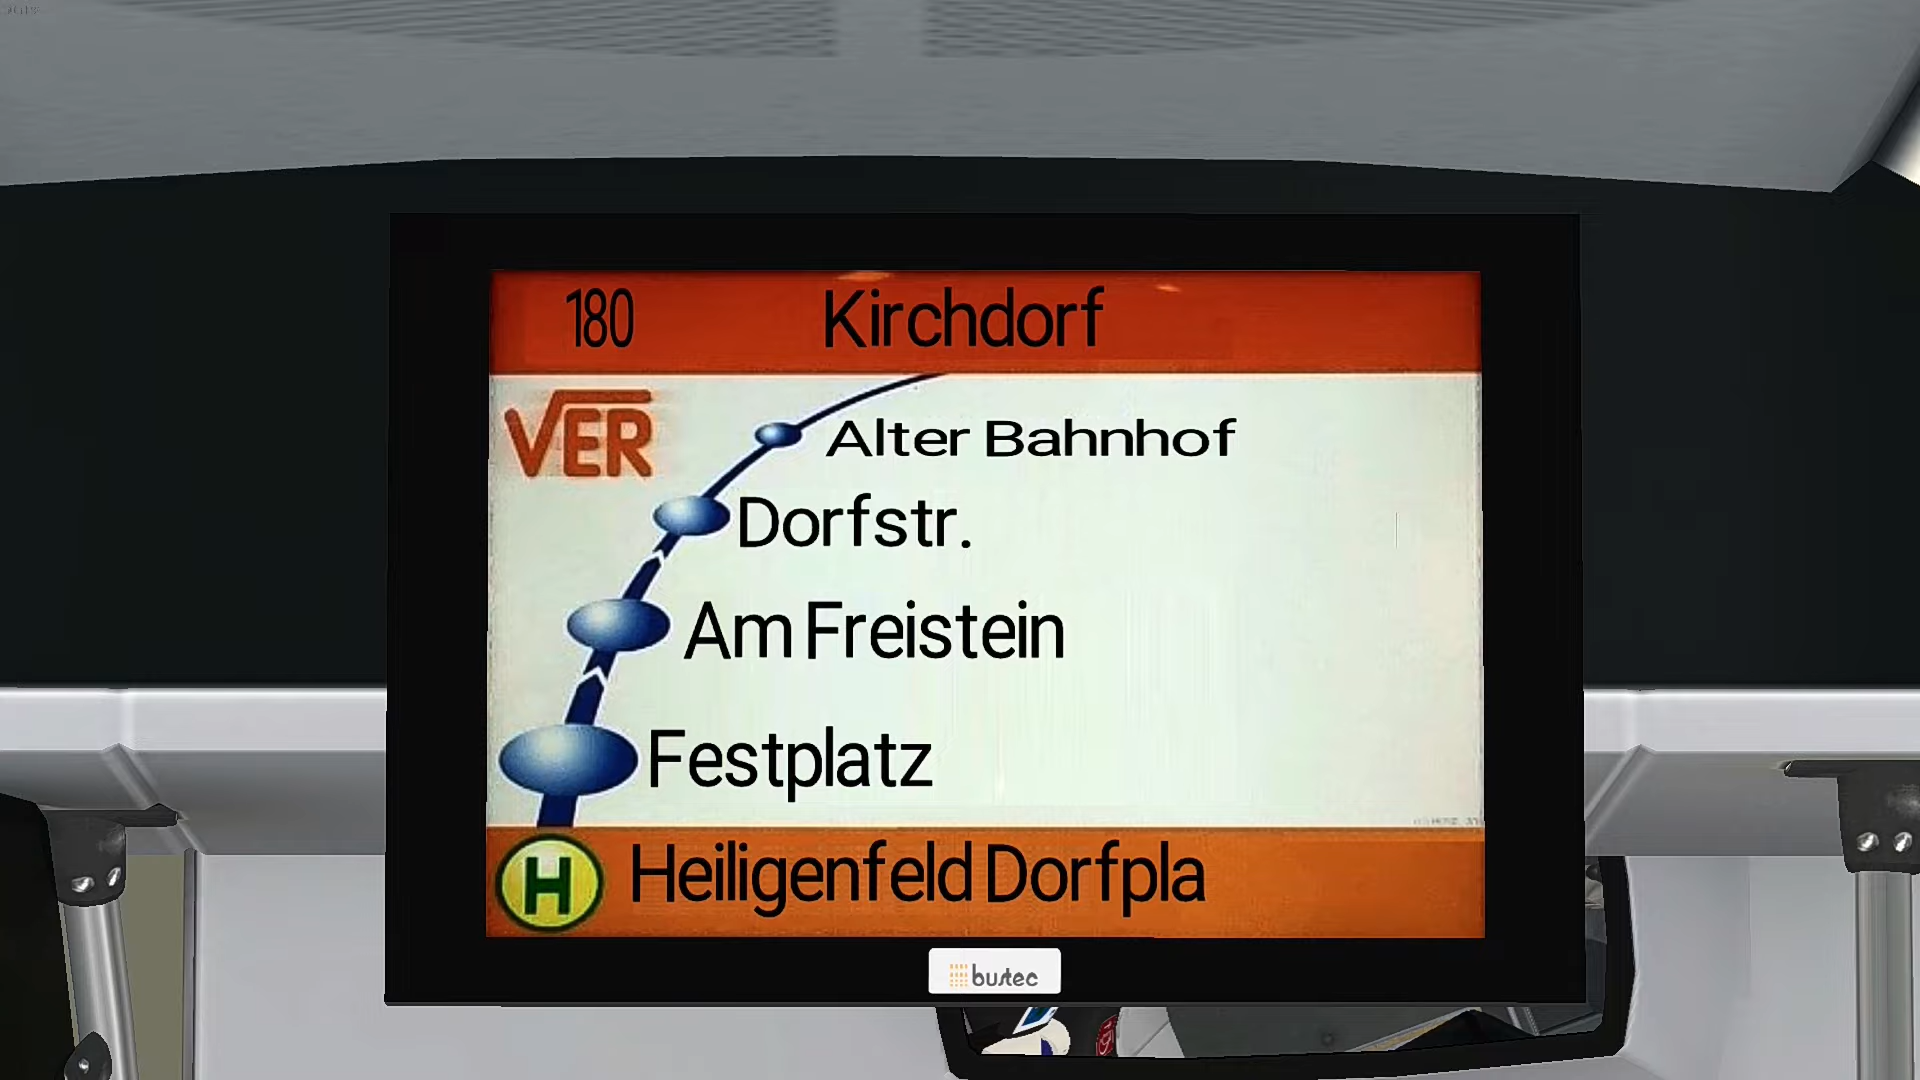 180 Kirchdorf
VER
Alter Bahnhof
Dorfstr.
Am Freistein
Festplatz
H Heiligenfeld Dorfpla
bustec